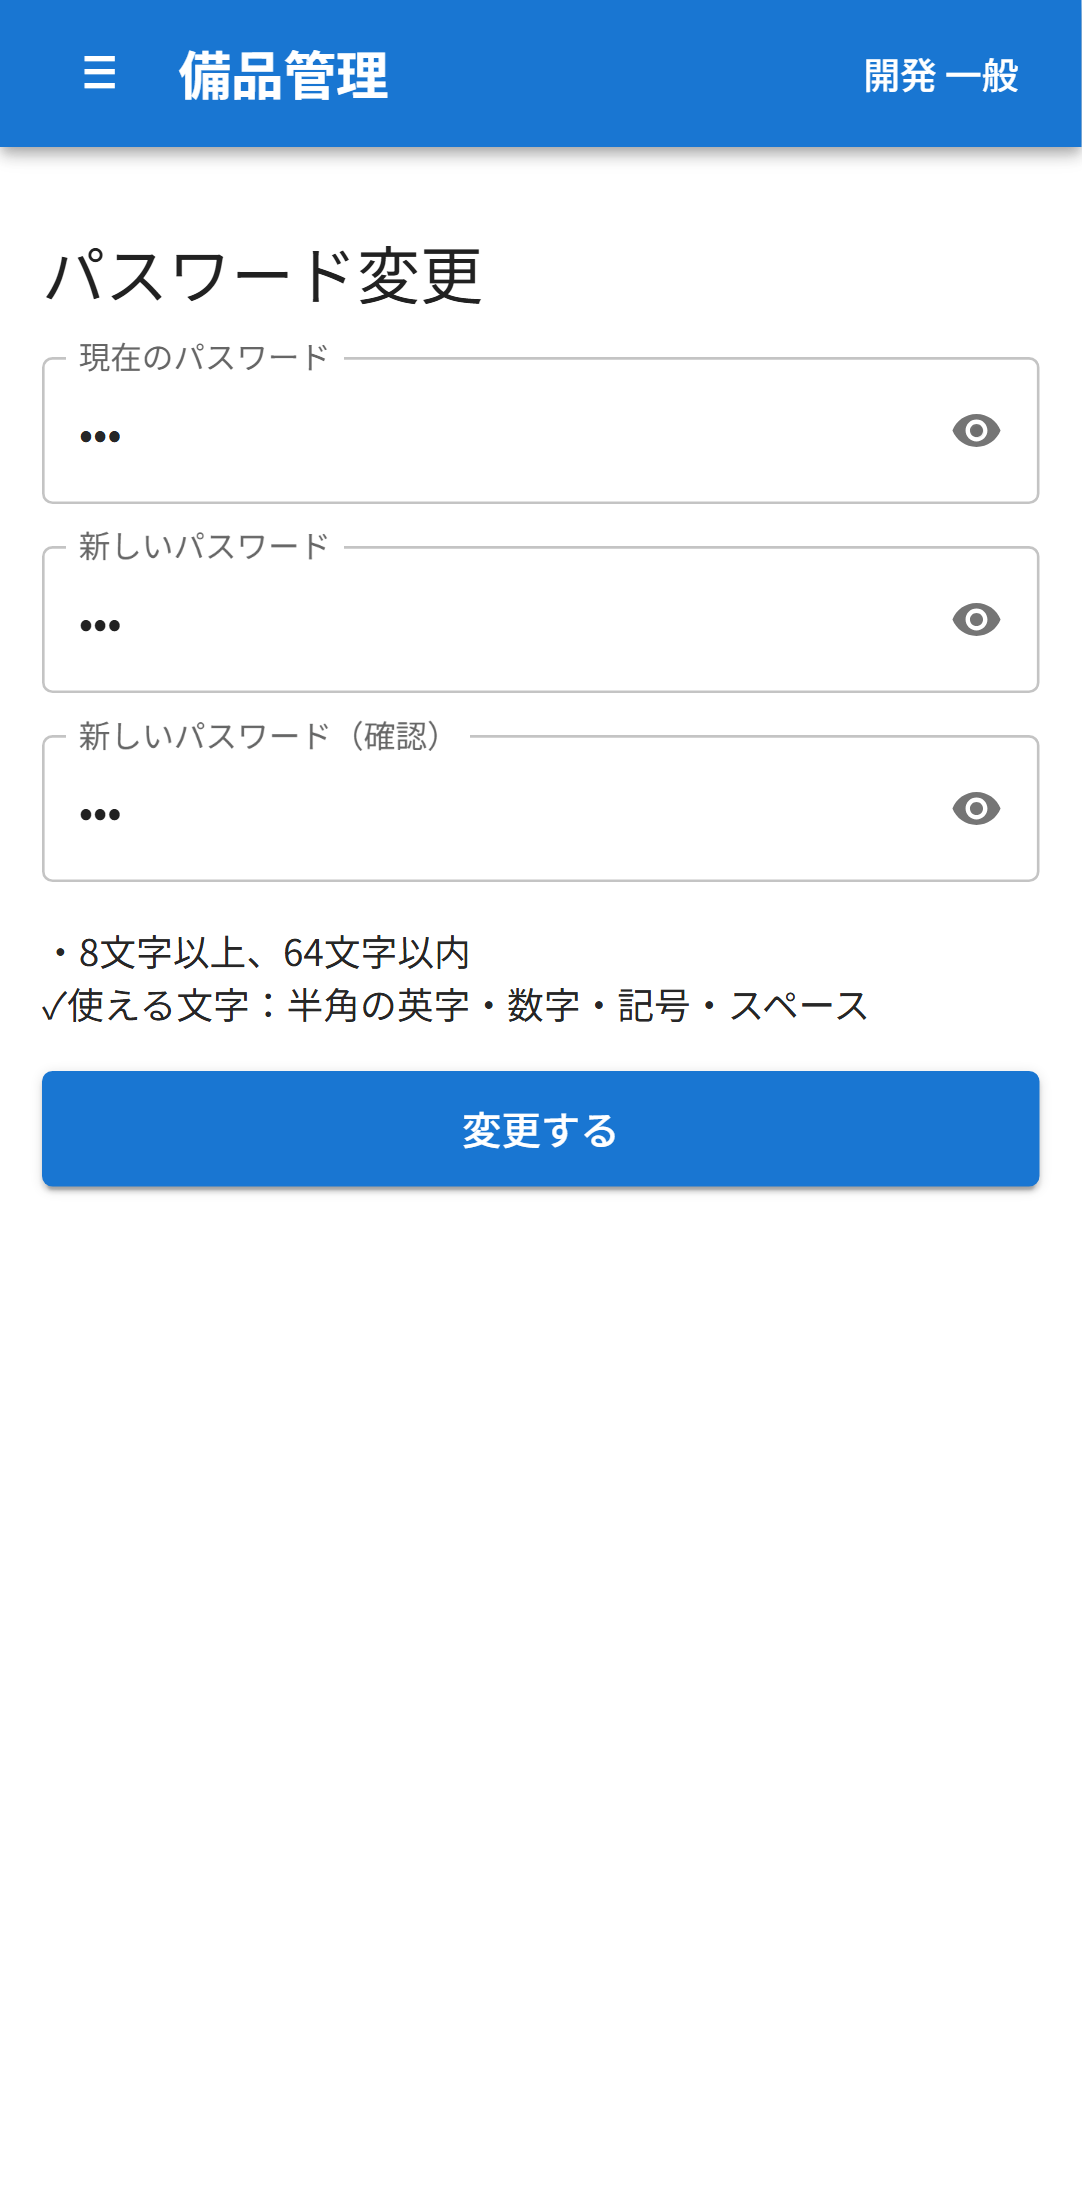 備品管理
開発 一般
パスワード変更
現在のパスワード
•••
新しいパスワード
•••
新しいパスワード（確認）
•••
・8文字以上、64文字以内
✓使える文字：半角の英字・数字・記号・スペース
変更する